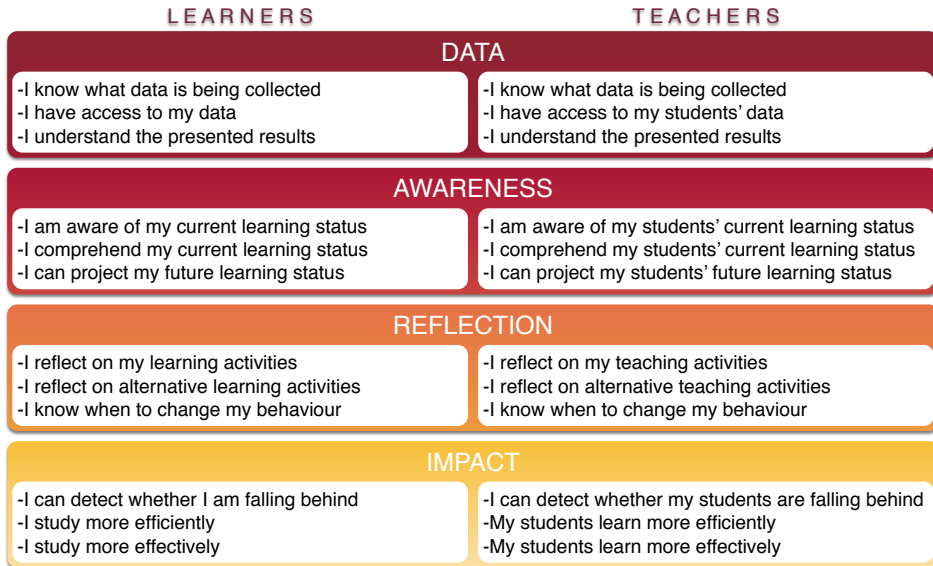 LEARNERS TEACHERS
DATA
-I know what data is being collected
-I have access to my data
-I understand the presented results
-I know what data is being collected
-I have access to my students’ data
-I understand the presented results
AWARENESS
-I am aware of my current learning status
-I comprehend my current learning status
-I can project my future learning status
-I am aware of my students’ current learning status
-I comprehend my students’ current learning status
-I can project my students’ future learning status
REFLECTION
-I reflect on my learning activities
-I reflect on alternative learning activities
-I know when to change my behaviour
-I reflect on my teaching activities
-I reflect on alternative teaching activities
-I know when to change my behaviour
IMPACT
-I can detect whether I am falling behind
-I study more efficiently
-I study more effectively
-I can detect whether my students are falling behind
-My students learn more efficiently
-My students learn more effectively